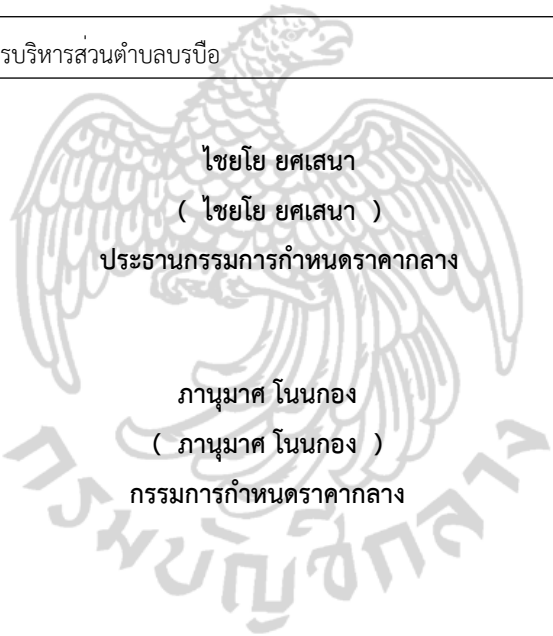 รบริหารส่วนตำบลบรบือ
ไชยโย ยศเสนา
( ไชยโย ยศเสนา )
ประธานกรรมการกำหนดราคากลาง
ภานุมาศ โนนกอง
( ภานุมาศ โนนกอง )
กรรมการกำหนดราคากลาง
กรมบัญชีกลาง